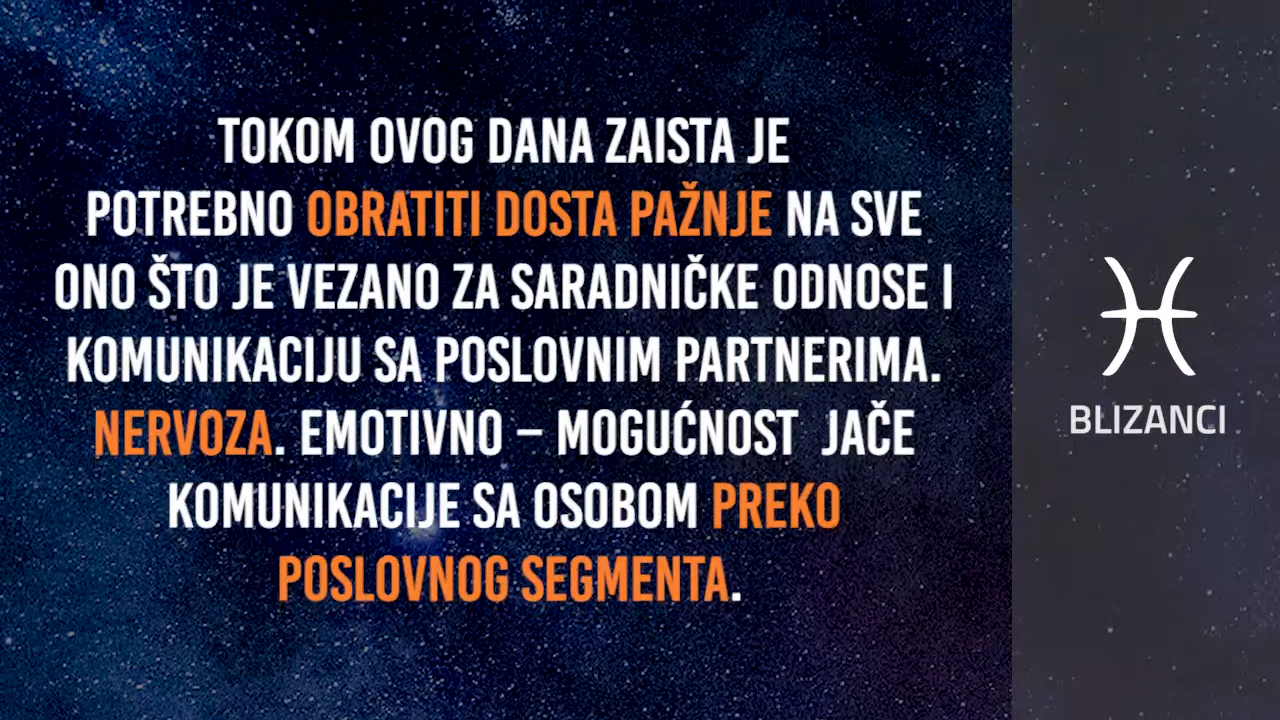 TOKOM OVOG DANA ZAISTA JE
POTREBNO OBRATITI DOSTA PAŽNJE NA SVE
ONO ŠTO JE VEZANO ZA SARADNIČKE ODNOSE I
KOMUNIKACIJU SA POSLOVNIM PARTNERIMA.
NERVOZA. EMOTIVNO – MOGUĆNOST JAČE
KOMUNIKACIJE SA OSOBOM PREKO
POSLOVNOG SEGMENTA.
BLIZANCI